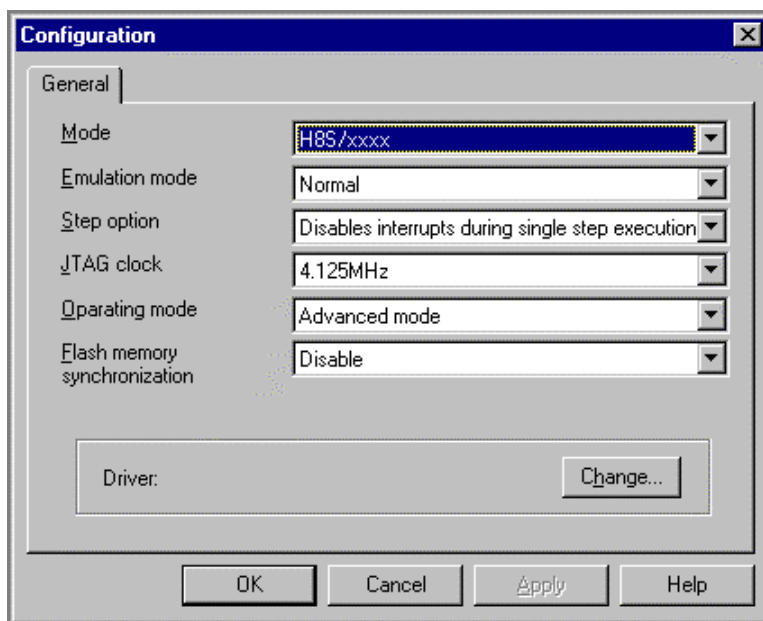 Configuration
General
Mode
H8S/xxxx
Emulation mode
Normal
Step option
Disables interrupts during single step execution
JTAG clock
4.125MHz
Oparating mode
Advanced mode
Flash memory
synchronization
Disable
Driver:
Change...
OK
Cancel
Apply
Help